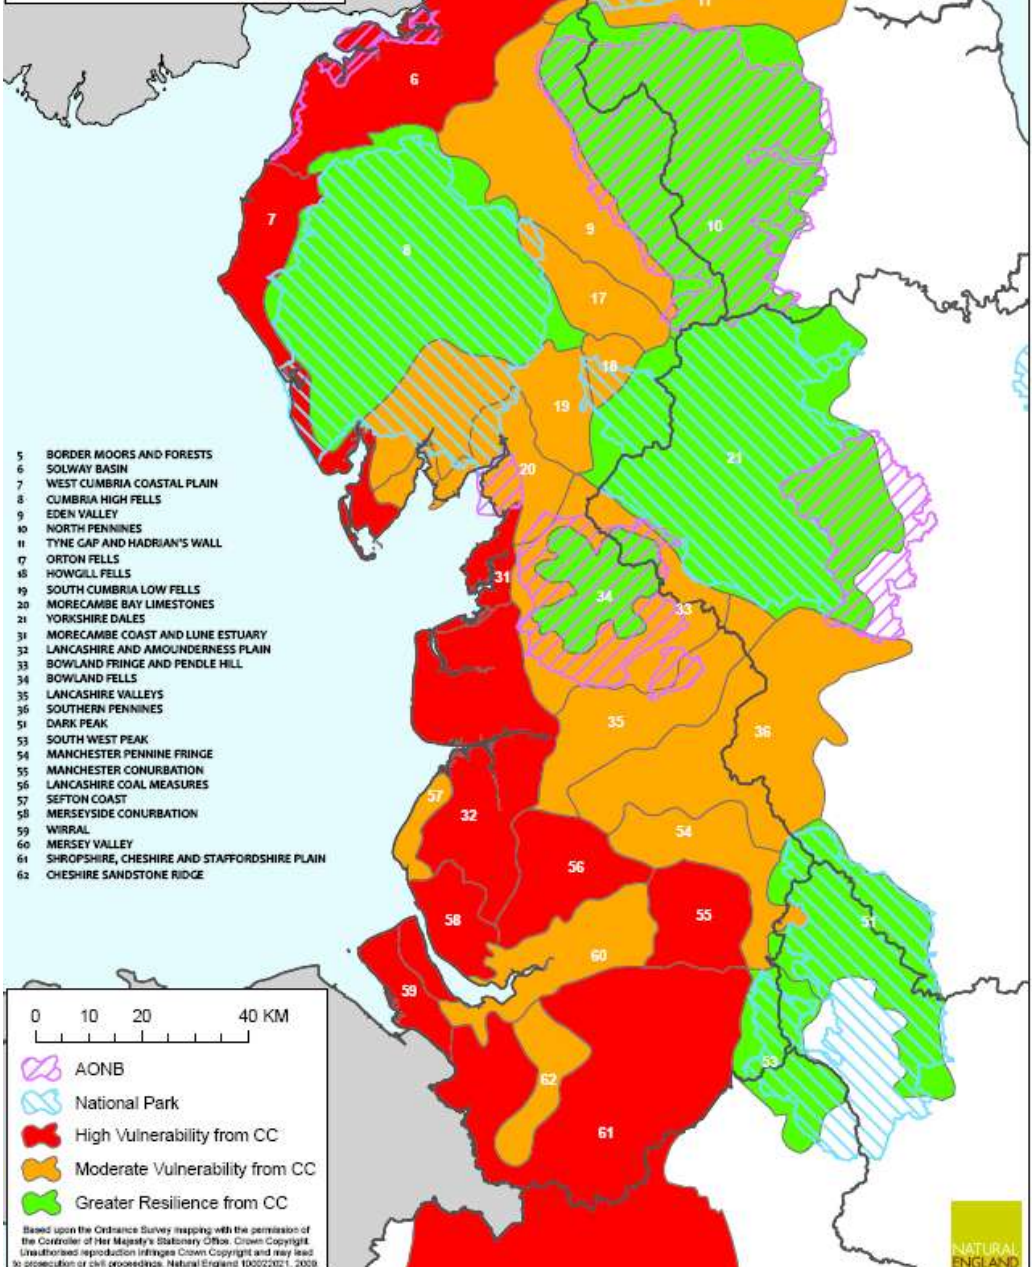 11
6
10
7
9
8
17
18
19
21
20
31
34
33
35
36
57
32
54
56
55
58
51
60
59
53
62
61
5 BORDER MOORS AND FORESTS
6 SOLWAY BASIN
7 WEST CUMBRIA COASTAL PLAIN
8 CUMBRIA HIGH FELLS
9 EDEN VALLEY
10 NORTH PENNINES
11 TYNE GAP AND HADRIAN'S WALL
17 ORTON FELLS
18 HOWGILL FELLS
19 SOUTH CUMBRIA LOW FELLS
20 MORECAMBE BAY LIMESTONES
21 YORKSHIRE DALES
31 MORECAMBE COAST AND LUNE ESTUARY
32 LANCASHIRE AND AMOUNDERNESS PLAIN
33 BOWLAND FRINGE AND PENDLE HILL
34 BOWLAND FELLS
35 LANCASHIRE VALLEYS
36 SOUTHERN PENNINES
51 DARK PEAK
53 SOUTH WEST PEAK
54 MANCHESTER PENNINE FRINGE
55 MANCHESTER CONURBATION
56 LANCASHIRE COAL MEASURES
57 SEFTON COAST
58 MERSEYSIDE CONURBATION
59 WIRRAL
60 MERSEY VALLEY
61 SHROPSHIRE, CHESHIRE AND STAFFORDSHIRE PLAIN
62 CHESHIRE SANDSTONE RIDGE
0 10 20 40 KM
AONB
National Park
High Vulnerability from CC
Moderate Vulnerability from CC
Greater Resilience from CC
Based upon the Ordnance Survey mapping with the permission of
the Controller of Her Majesty's Stationery Office. Crown Copyright.
Unauthorised reproduction infringes Crown Copyright and may lead
to prosecution or civil proceedings. Natural England 100022021, 2009.
NATURAL
ENGLAND